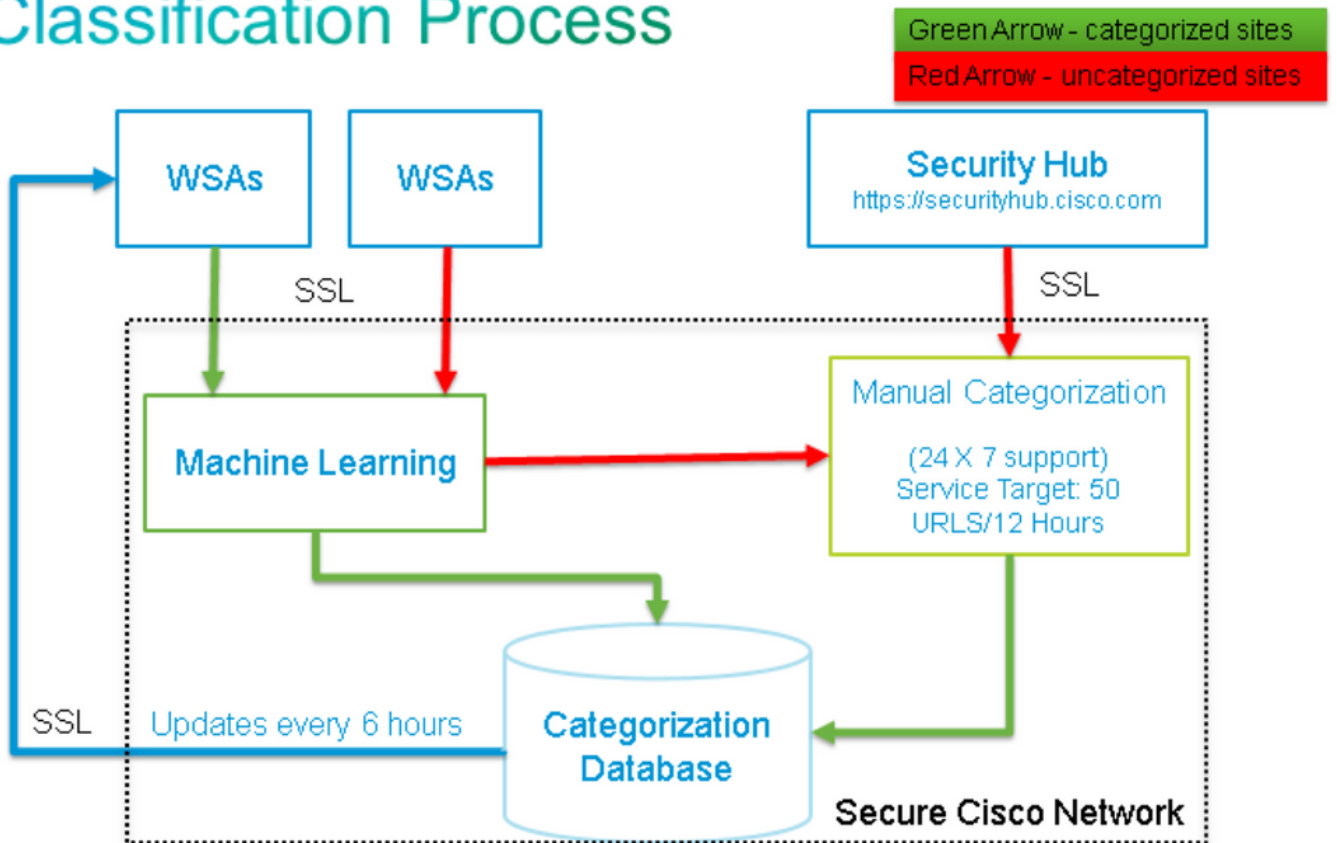 Classification Process
Green Arrow - categorized sites
Red Arrow - uncategorized sites
WSAs
WSAs
Security Hub
https://securityhub.cisco.com
SSL
SSL
Machine Learning
Manual Categorization
(24 X 7 support)
Service Target: 50
URLS/12 Hours
SSL
Updates every 6 hours
Categorization
Database
Secure Cisco Network